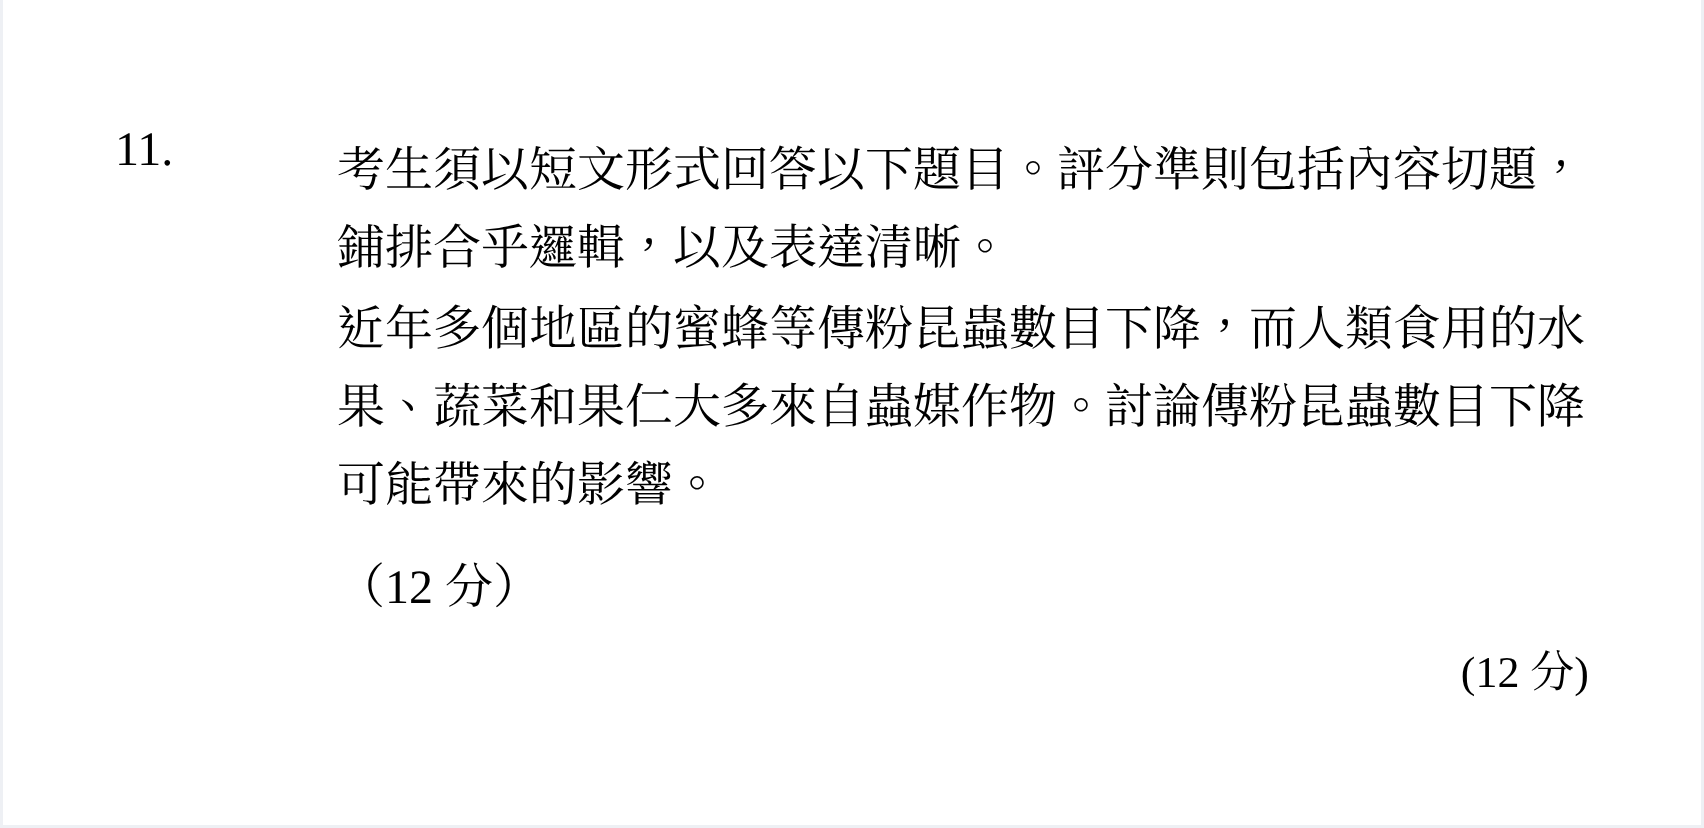 11.
考生須以短文形式回答以下題目。評分準則包括內容切題，
鋪排合乎邏輯，以及表達清晰。
近年多個地區的蜜蜂等傳粉昆蟲數目下降，而人類食用的水
果、蔬菜和果仁大多來自蟲媒作物。討論傳粉昆蟲數目下降
可能帶來的影響。
（12 分）
(12 分)